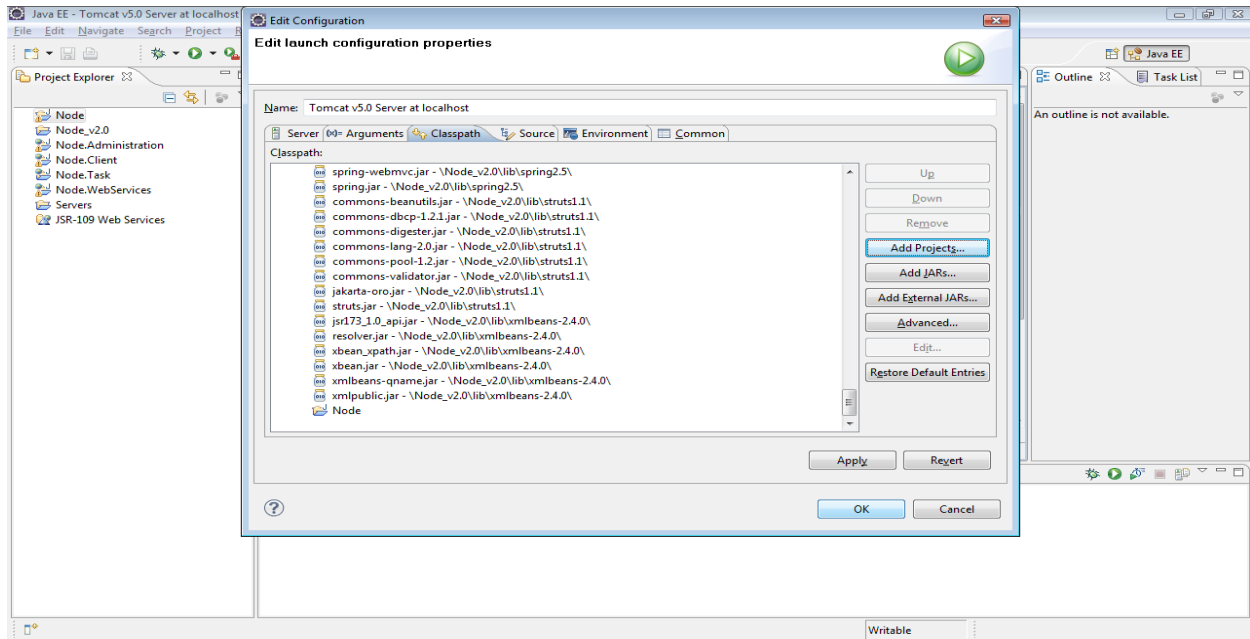 Java EE - Tomcat v5.0 Server at localhost
File Edit Navigate Search Project
Java EE
Project Explorer
Node
Node_v2.0
Node.Administration
Node.Client
Node.Task
Node.WebServices
Servers
JSR-109 Web Services
Edit Configuration
Edit launch configuration properties
Name: Tomcat v5.0 Server at localhost
Server (x)= Arguments Classpath Source Environment Common
Classpath:
spring-webmvc.jar - \Node_v2.0\lib\spring2.5\
spring.jar - \Node_v2.0\lib\spring2.5\
commons-beanutils.jar - \Node_v2.0\lib\struts1.1\
commons-dbcp-1.2.1.jar - \Node_v2.0\lib\struts1.1\
commons-digester.jar - \Node_v2.0\lib\struts1.1\
commons-lang-2.0.jar - \Node_v2.0\lib\struts1.1\
commons-pool-1.2.jar - \Node_v2.0\lib\struts1.1\
commons-validator.jar - \Node_v2.0\lib\struts1.1\
jakarta-oro.jar - \Node_v2.0\lib\struts1.1\
struts.jar - \Node_v2.0\lib\struts1.1\
jsr173_1.0_api.jar - \Node_v2.0\lib\xmlbeans-2.4.0\
resolver.jar - \Node_v2.0\lib\xmlbeans-2.4.0\
xbean_xpath.jar - \Node_v2.0\lib\xmlbeans-2.4.0\
xbean.jar - \Node_v2.0\lib\xmlbeans-2.4.0\
xmlbeans-qname.jar - \Node_v2.0\lib\xmlbeans-2.4.0\
xmlpublic.jar - \Node_v2.0\lib\xmlbeans-2.4.0\
Node
Up
Down
Remove
Add Projects...
Add JARs...
Add External JARs...
Advanced...
Edit...
Restore Default Entries
Apply Revert
OK Cancel
Outline Task List
An outline is not available.
Writable